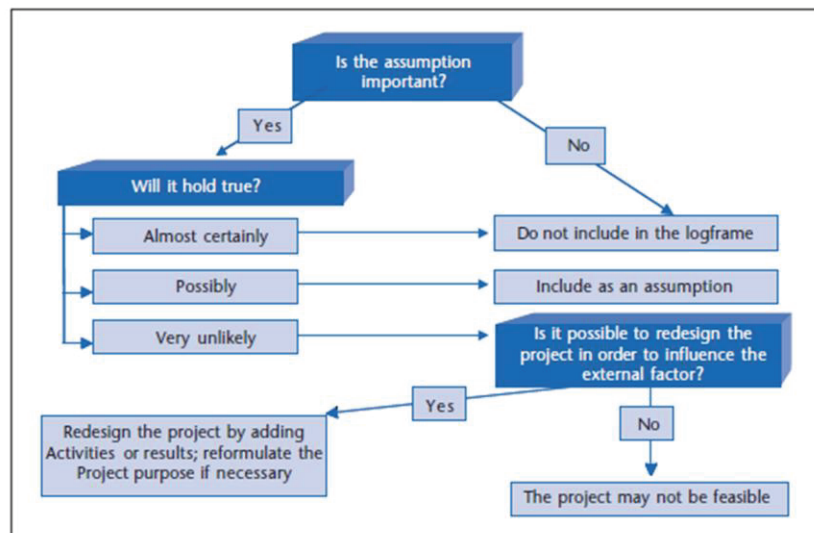 Is the assumption
important?
Yes
No
Will it hold true?
Almost certainly
Do not include in the logframe
Possibly
Include as an assumption
Very unlikely
Is it possible to redesign the
project in order to influence the
external factor?
Yes
No
Redesign the project by adding
Activities or results; reformulate the
Project purpose if necessary
The project may not be feasible